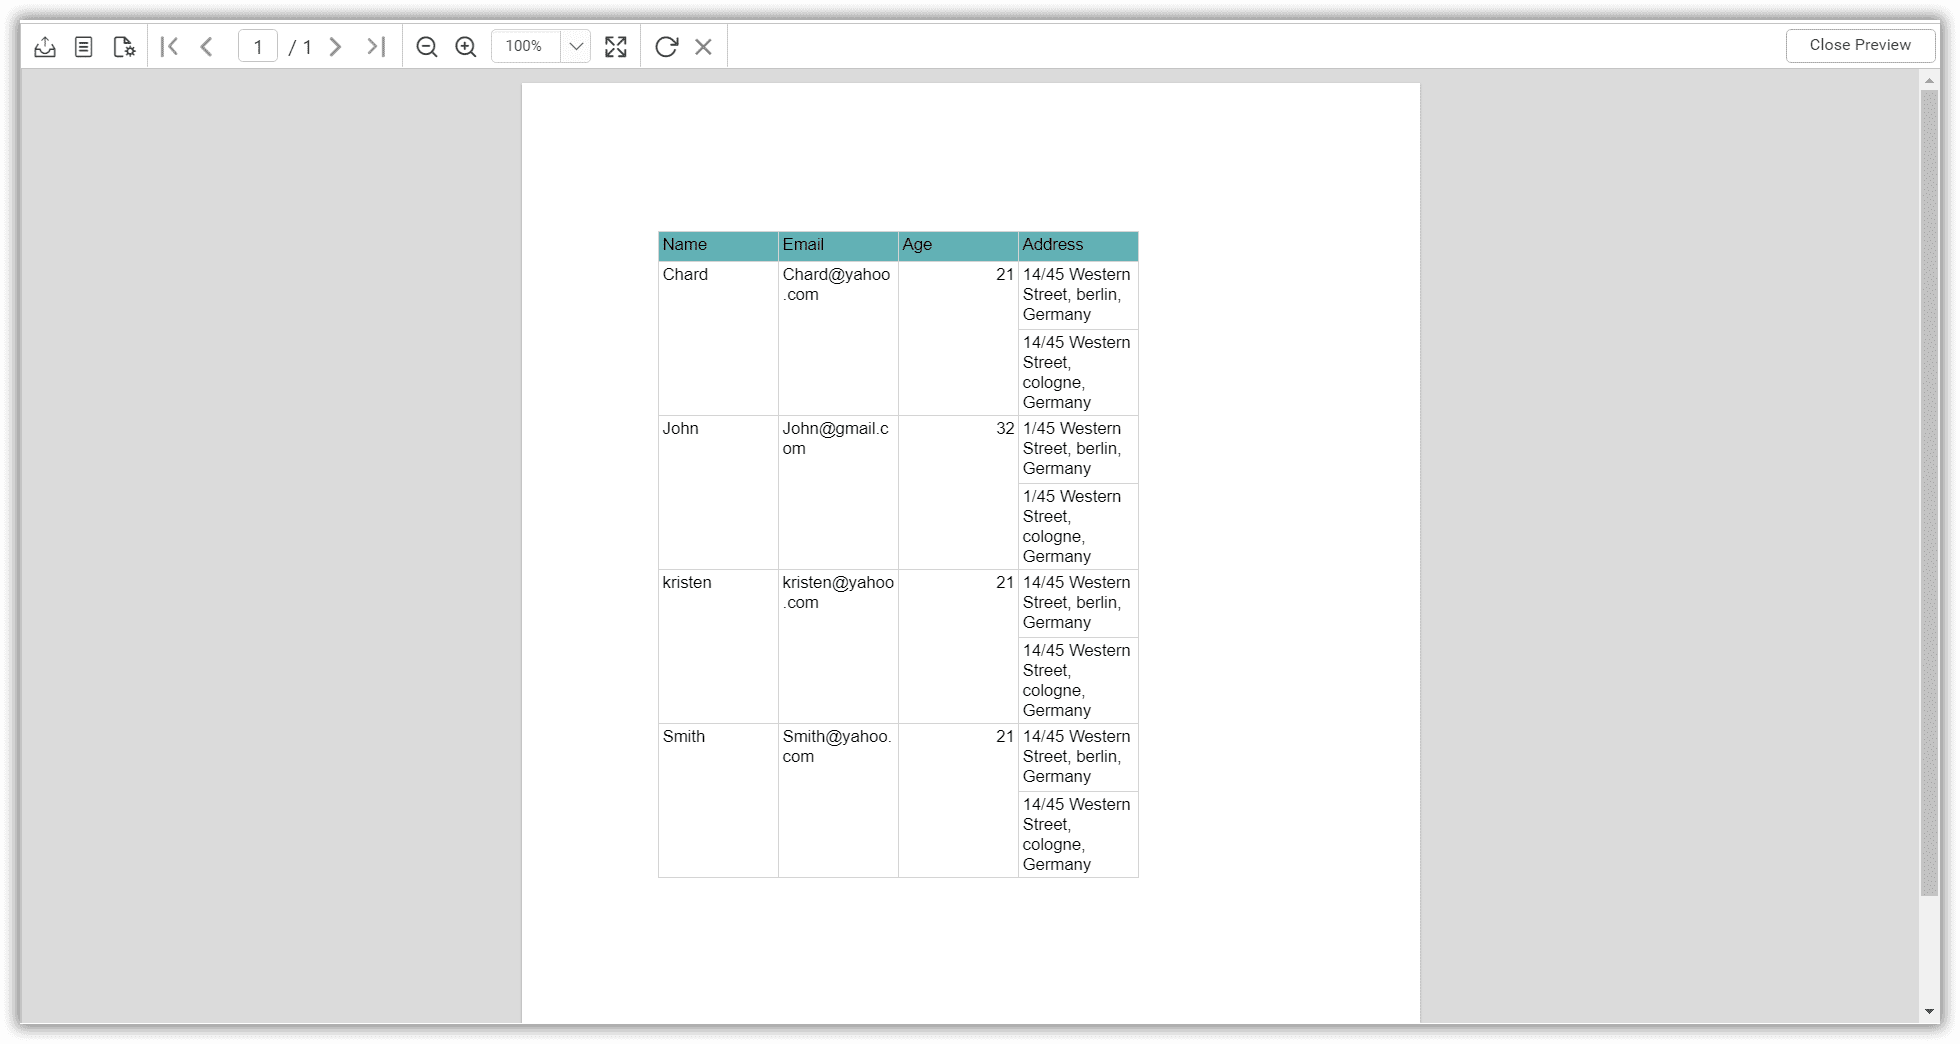 1 / 1 100% Close Preview
Name Email Age Address
Chard Chard@yahoo 21 14/45 Western
.com Street, berlin,
Germany
14/45 Western
Street,
cologne,
Germany
John John@gmail.c 32 1/45 Western
om Street, berlin,
Germany
1/45 Western
Street,
cologne,
Germany
kristen kristen@yahoo 21 14/45 Western
.com Street, berlin,
Germany
14/45 Western
Street,
cologne,
Germany
Smith Smith@yahoo. 21 14/45 Western
com Street, berlin,
Germany
14/45 Western
Street,
cologne,
Germany